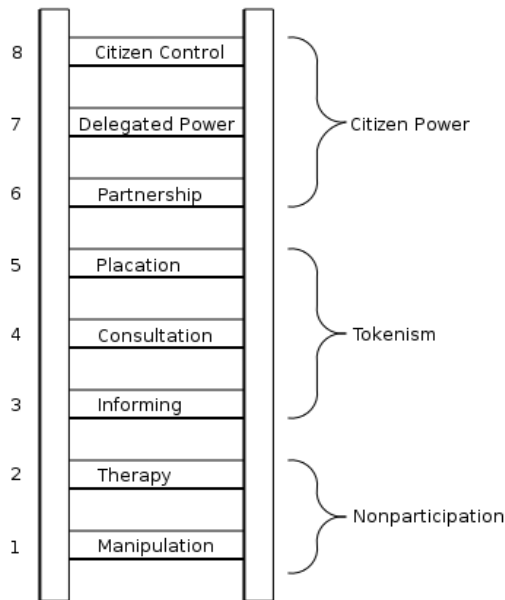 8 Citizen Control
7 Delegated Power
Citizen Power
6 Partnership
5 Placation
4 Consultation
Tokenism
3 Informing
2 Therapy
Nonparticipation
1 Manipulation